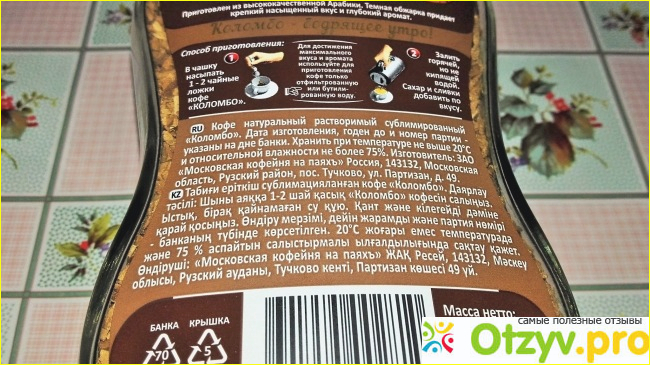 Приготовлен из высококачественной Арабики. Темная обжарка придает
крепкий насыщенный вкус и глубокий аромат.
Коломбо - бодрящее утро!
Способ приготовления:
1
В чашку
насыпать
1 - 2 чайные
ложки
кофе
«КОЛОМБО».
Для достижения
максимального
вкуса и аромата
используйте для
приготовления
кофе только
отфильтрованную
или бутили-
рованную воду.
2
Залить
горячей,
но не
кипящей
водой.
Сахар и сливки
добавить по
вкусу.
RU Кофе натуральный растворимый сублимированный
«Коломбо». Дата изготовления, годен до и номер партии -
указаны на дне банки. Хранить при температуре не выше 20°С
и относительной влажности не более 75%. Изготовитель: ЗАО
«Московская кофейня на паяхъ» Россия, 143132, Московская
область, Рузский район, пос. Тучково, ул. Партизан, д. 49.
KZ Табиғи ерітkіш сублимацияланған кофе «Коломбо». Даярлау
тәсілі: Шыны аяққа 1-2 шай қасық «Коломбо» кофесін салыңыз.
Ыстық, бірақ қайнамаған су құю. Қант және кілегейді дәміне
қарай қосыңыз. Өндіру мерзімі, дейін жарамды және партия нөмірі
- банканың түбінде көрсетілген. 20°С жоғары емес температурада
және 75 % аспайтын салыстырмалы ылғалдылығында сақтау қажет.
Өндіруші: «Московская кофейня на паяхъ» ЖАҚ, Ресей, 143132, Мәскеу
облысы, Рузский ауданы, Тучково кенті, Партизан көшесі 49 үй.
БАНКА КРЫШКА
70 5
Масса нетто:
самые полезные отзывы
Otzyv.pro